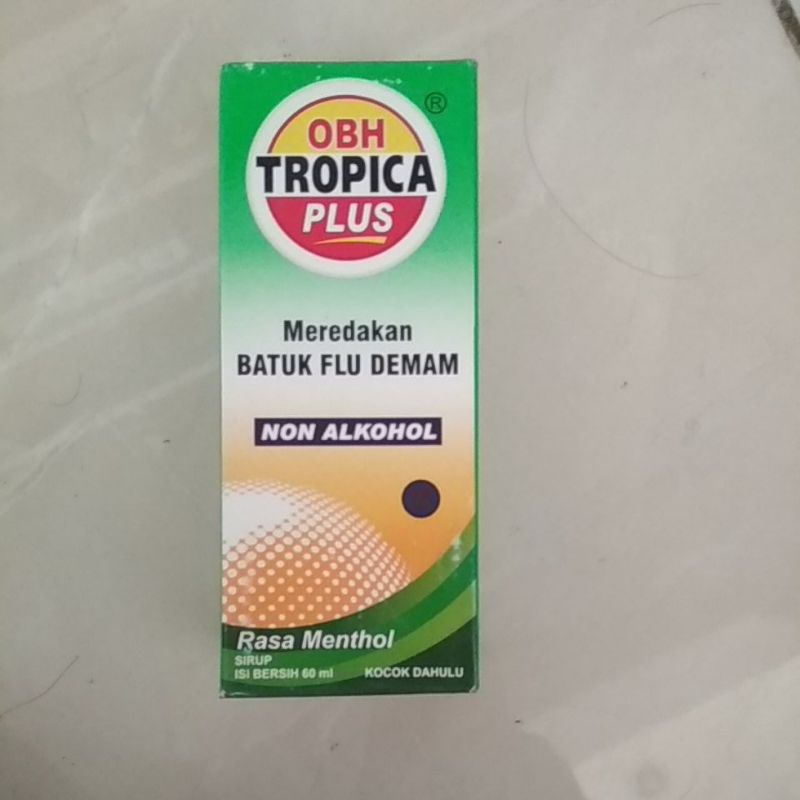 ®
OBH
TROPICA
PLUS
Meredakan
BATUK FLU DEMAM
NON ALKOHOL
Rasa Menthol
SIRUP
ISI BERSIH 60 ml KOCOK DAHULU